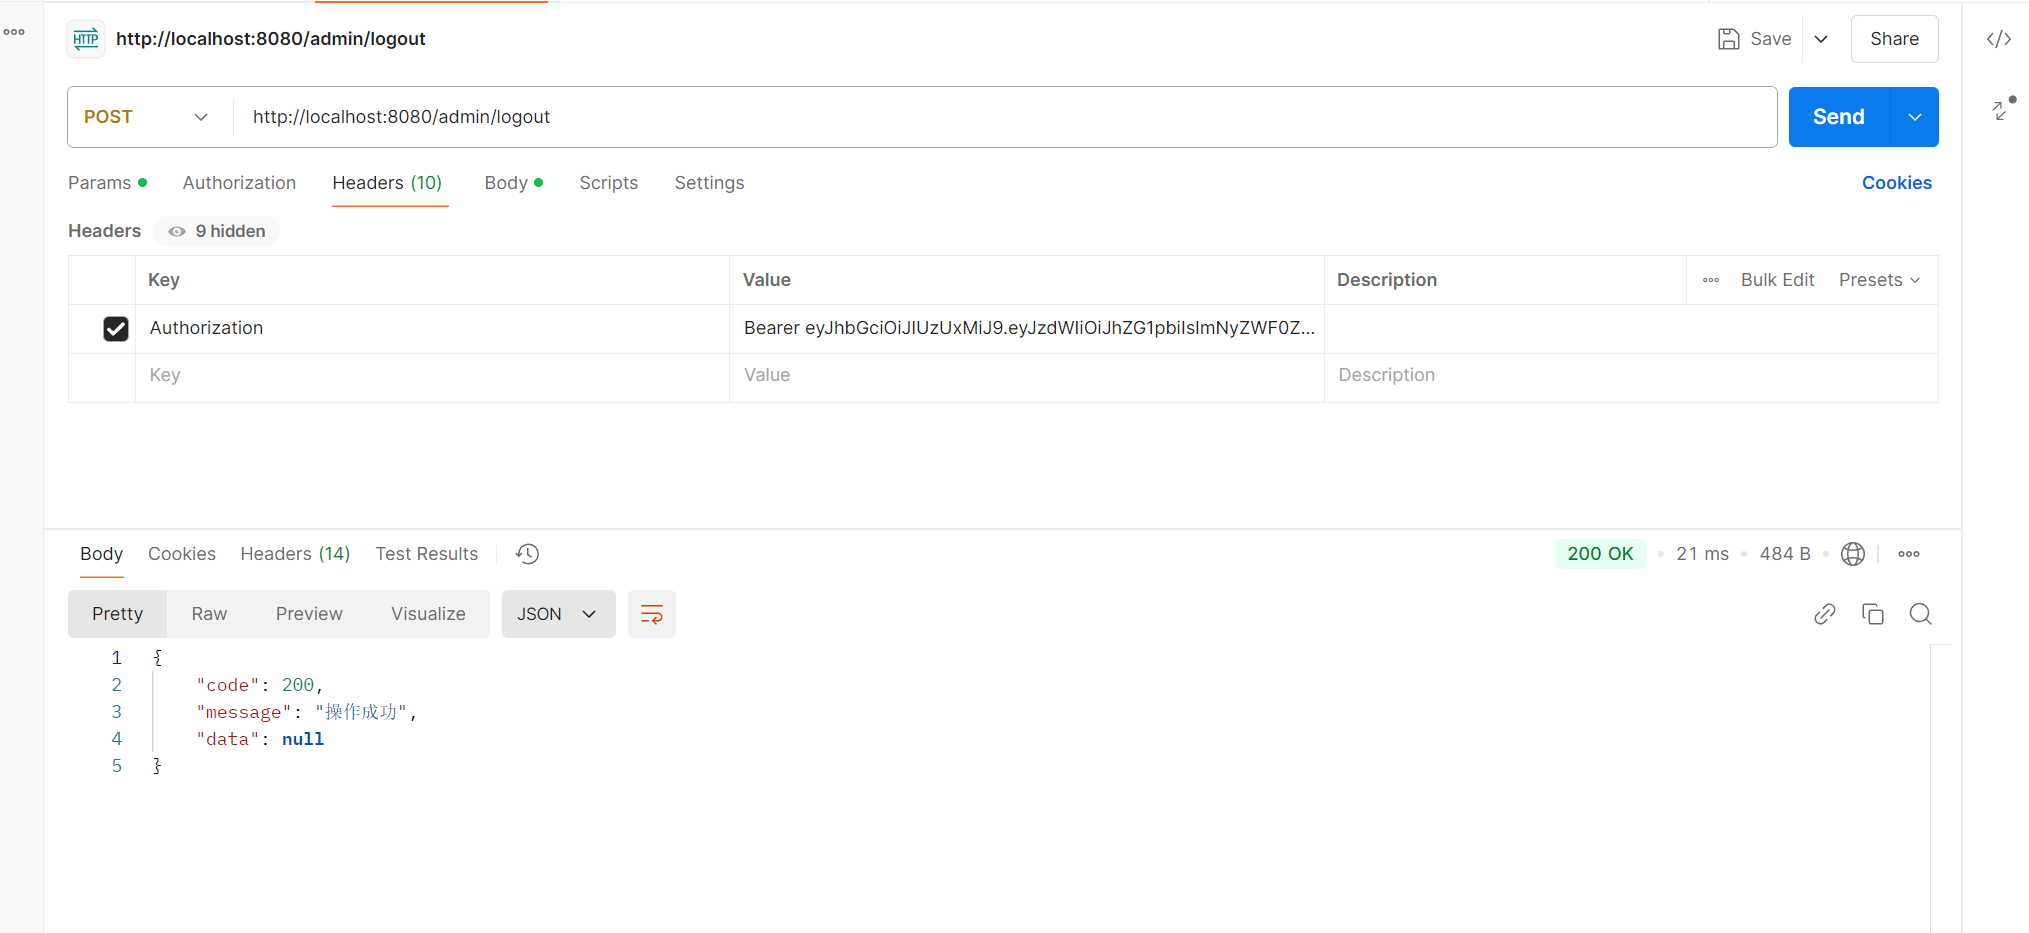 HTTP http://localhost:8080/admin/logout Save Share
POST http://localhost:8080/admin/logout Send
Params Authorization Headers (10) Body Scripts Settings Cookies
Headers 9 hidden
Key Value Description Bulk Edit Presets
Authorization Bearer eyJhbGciOiJIUzUxMiJ9.eyJzdWIiOiJhZG1pbiIsImNyZWF0Z...
Key Value Description
Body Cookies Headers (14) Test Results 200 OK 21 ms 484 B
Pretty Raw Preview Visualize JSON
1 {
2 "code": 200,
3 "message": "操作成功",
4 "data": null
5 }